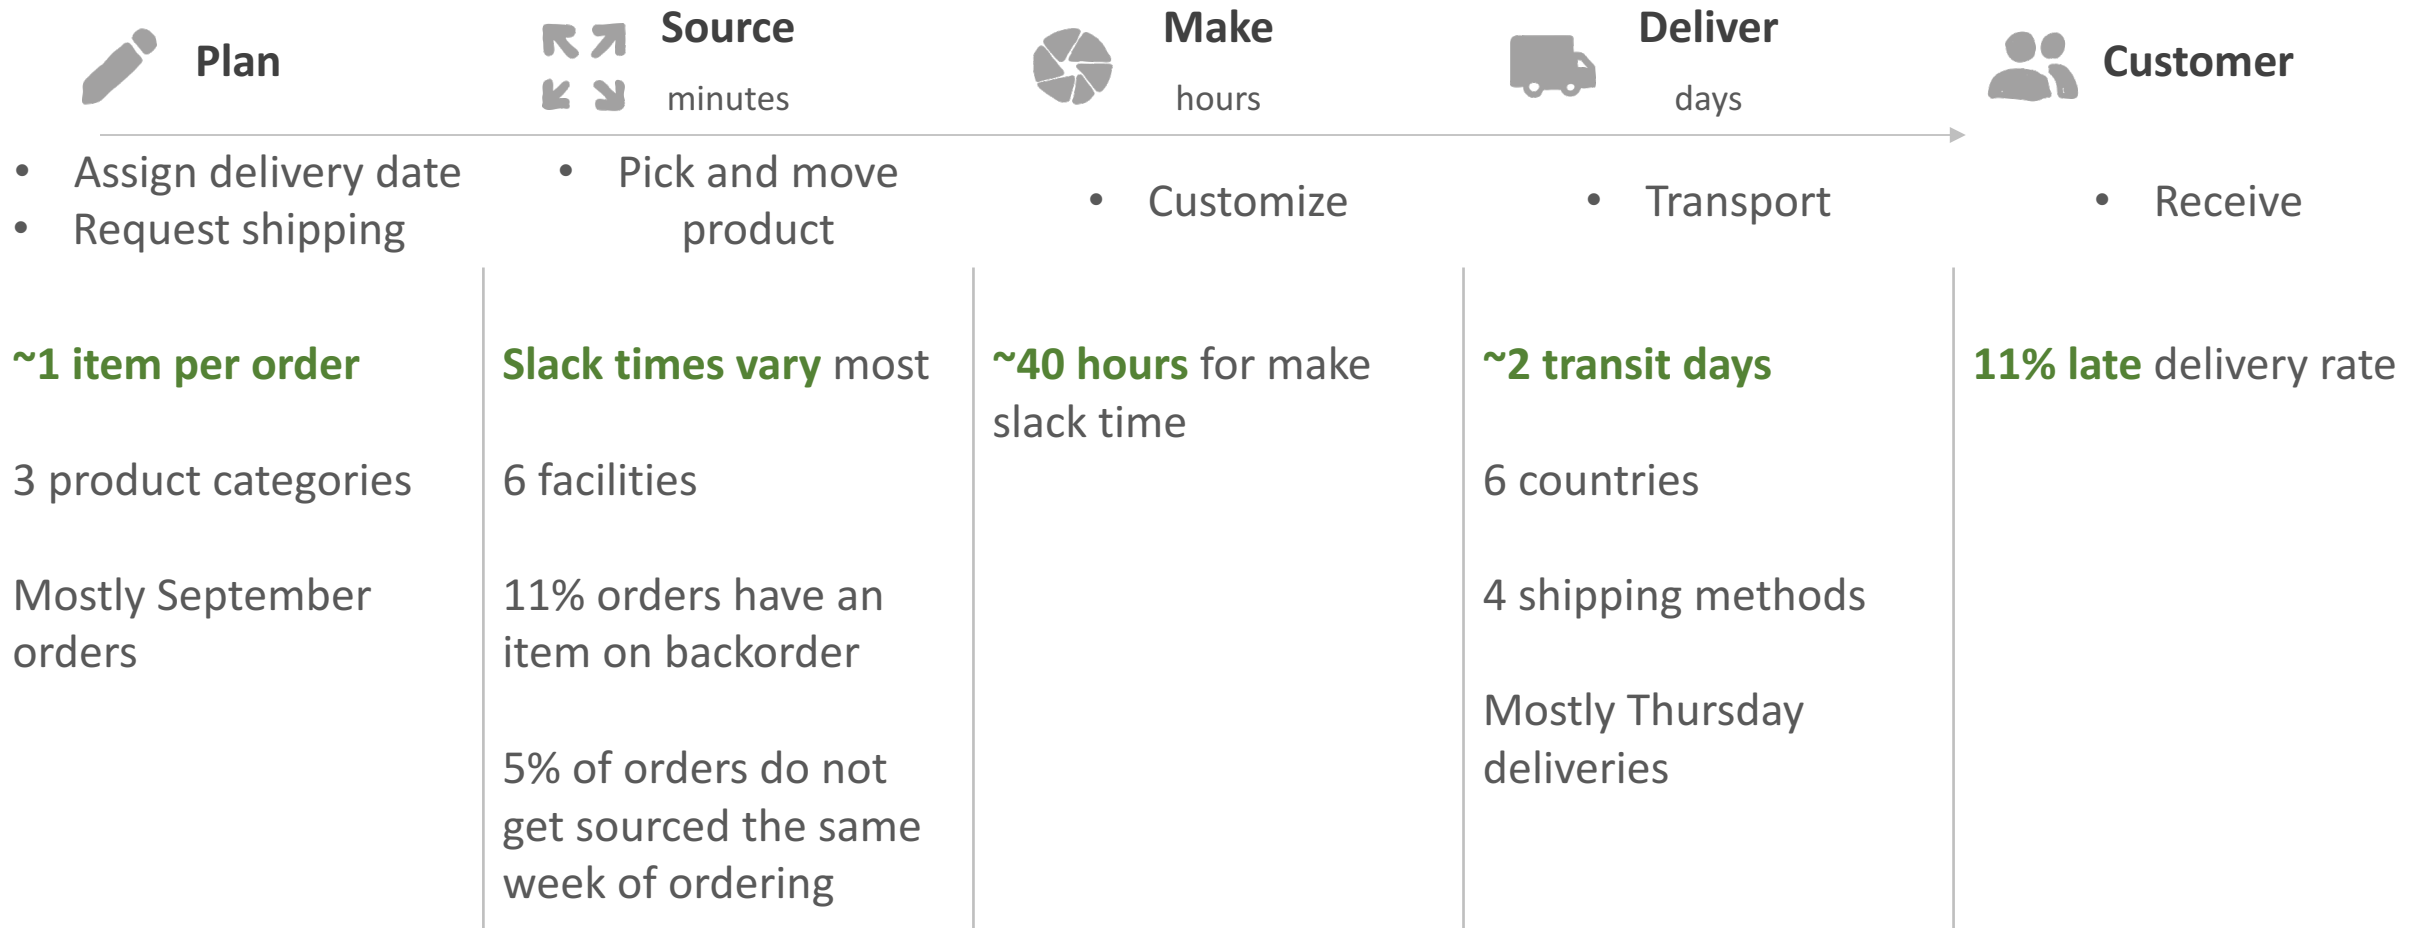 Plan
Source
minutes
Make
hours
Deliver
days
Customer
• Assign delivery date
• Request shipping
• Pick and move
product
• Customize
• Transport
• Receive
~1 item per order
3 product categories
Mostly September
orders
Slack times vary most
6 facilities
11% orders have an
item on backorder
5% of orders do not
get sourced the same
week of ordering
~40 hours for make
slack time
~2 transit days
6 countries
4 shipping methods
Mostly Thursday
deliveries
11% late delivery rate